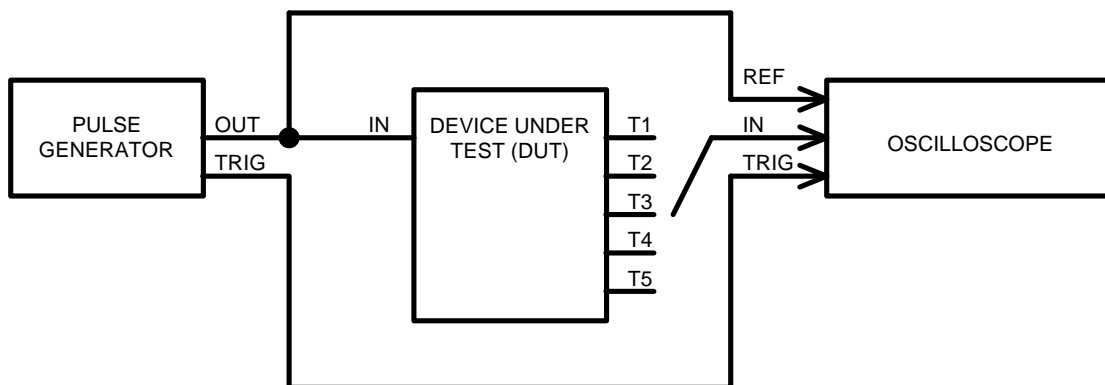 PULSE
GENERATOR
OUT
TRIG
IN
DEVICE UNDER
TEST (DUT)
T1
T2
T3
T4
T5
REF
IN
TRIG
OSCILLOSCOPE